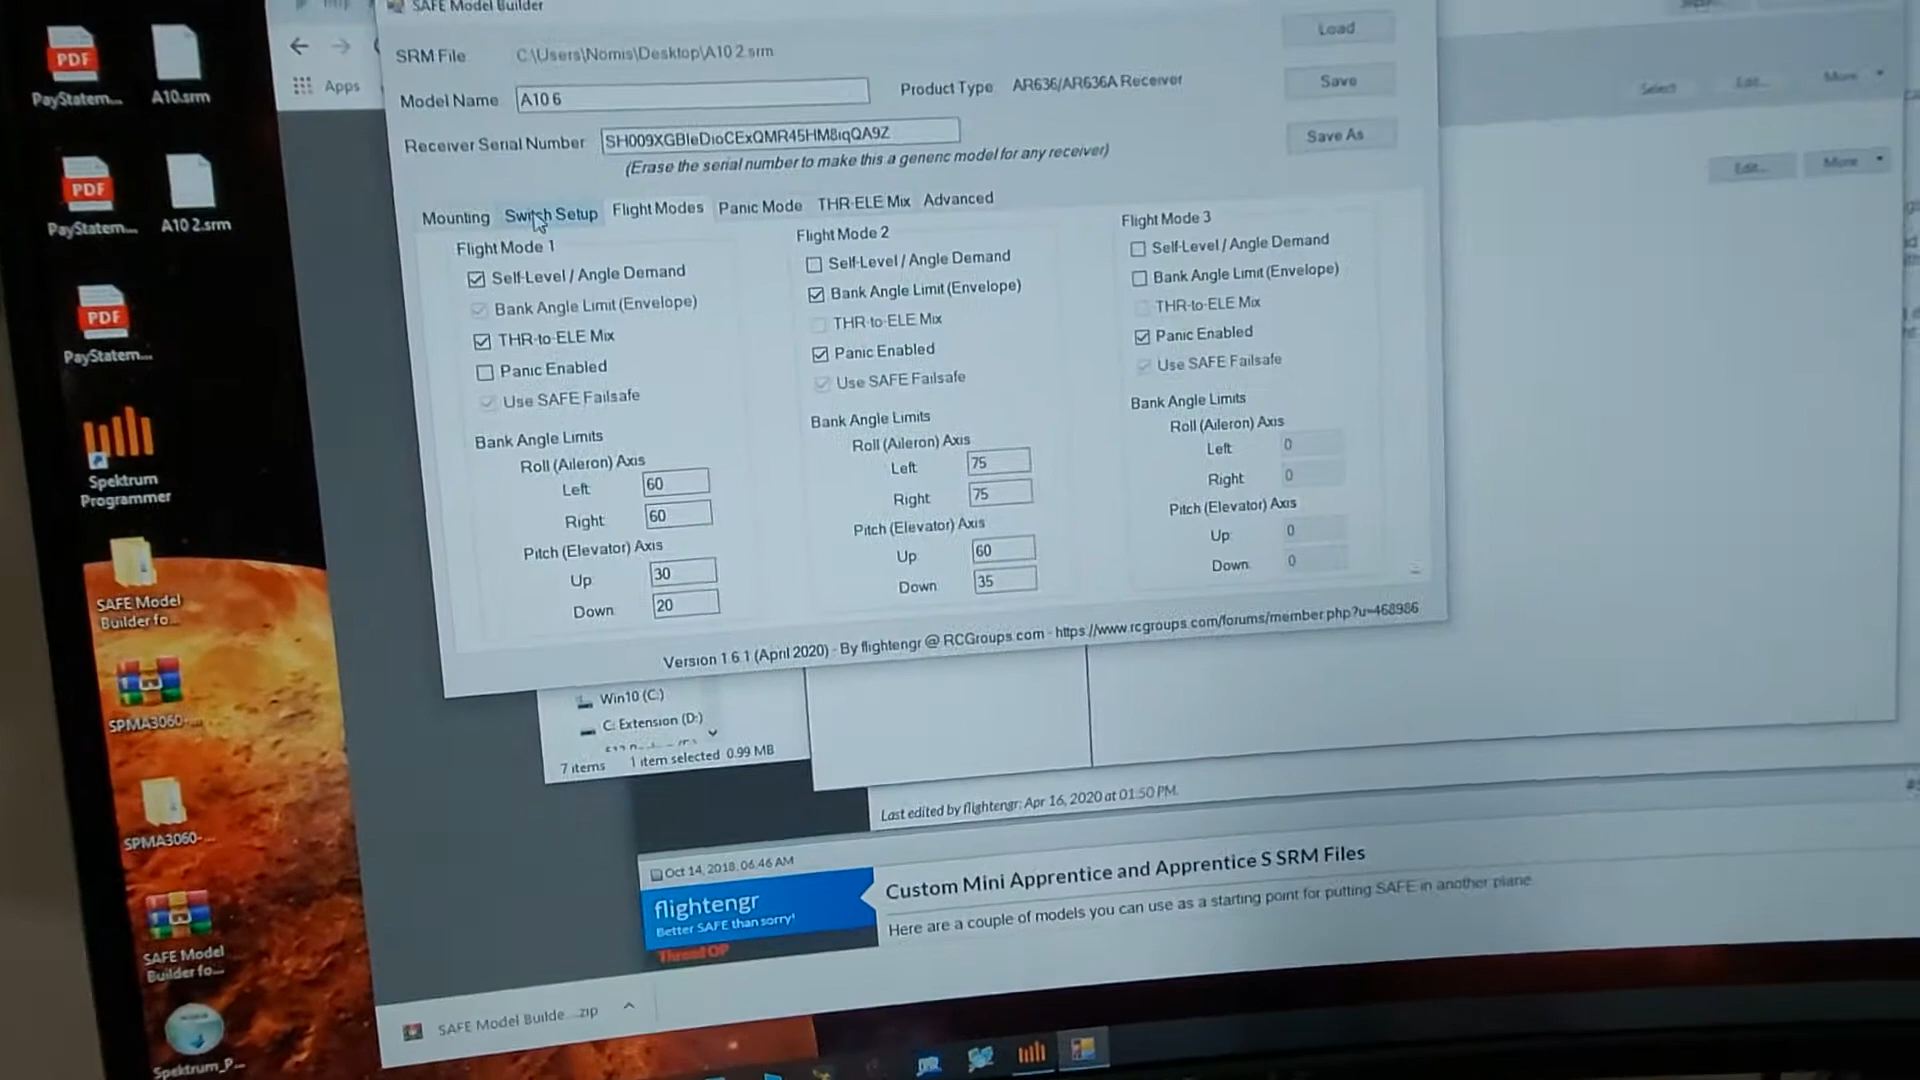 SAFE Model Builder
SRM File C:\Users\Nomis\Desktop\A10 2.srm
Load
Model Name A10 6
Product Type AR636/AR636A Receiver
Save
Receiver Serial Number SH009XGBIeDioCExQMR45HM8iqQA9Z
Save As
(Erase the serial number to make this a generic model for any receiver)
Mounting Switch Setup Flight Modes Panic Mode THR-ELE Mix Advanced
Flight Mode 1
Self-Level / Angle Demand
Bank Angle Limit (Envelope)
THR-to-ELE Mix
Panic Enabled
Use SAFE Failsafe
Bank Angle Limits
Roll (Aileron) Axis
Left: 60
Right: 60
Pitch (Elevator) Axis
Up: 30
Down: 20
Flight Mode 2
Self-Level / Angle Demand
Bank Angle Limit (Envelope)
THR-to-ELE Mix
Panic Enabled
Use SAFE Failsafe
Bank Angle Limits
Roll (Aileron) Axis
Left: 75
Right: 75
Pitch (Elevator) Axis
Up: 60
Down: 35
Flight Mode 3
Self-Level / Angle Demand
Bank Angle Limit (Envelope)
THR-to-ELE Mix
Panic Enabled
Use SAFE Failsafe
Bank Angle Limits
Roll (Aileron) Axis
Left: 0
Right: 0
Pitch (Elevator) Axis
Up: 0
Down: 0
Version 1.6.1 (April 2020) - By flightengr @ RCGroups.com - https://www.rcgroups.com/forums/member.php?u=468986
Apps
Select Edit... More
Edit... More
PDF
PayStatem...
A10.srm
PDF
PayStatem...
A10 2.srm
PDF
PayStatem...
Spektrum
Programmer
SAFE Model
Builder fo...
SPMA3060-...
SPMA3060-...
SAFE Model
Builder fo...
Spektrum_P...
Win10 (C:)
C: Extension (D:)
7 items 1 item selected 0.99 MB
Last edited by flightengr; Apr 16, 2020 at 01:50 PM.
Oct 14, 2018, 06:46 AM
flightengr
Better SAFE than sorry!
Thread OP
Custom Mini Apprentice and Apprentice S SRM Files
Here are a couple of models you can use as a starting point for putting SAFE in another plane.
SAFE Model Builde....zip